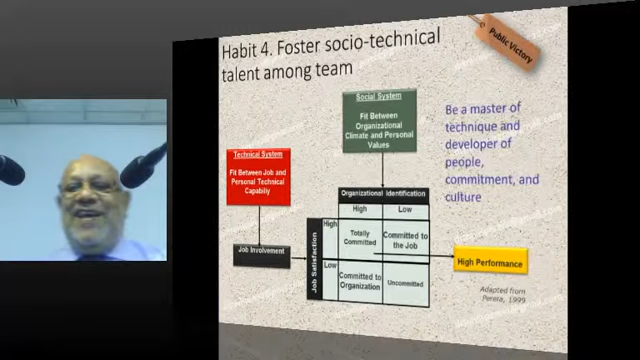 Habit 4. Foster socio-technical
talent among team
Public Victory
Social System
Fit Between
Organizational
Climate and Personal
Values
Be a master of
technique and
developer of
people,
commitment, and
culture
Technical System
Fit Between Job and
Personal Technical
Capabiliy
Organizational Identification
High
Low
Job Involvement
Job Satisfaction
High
Totally
Committed
Committed to
the Job
Low
Committed to
Organization
Uncommitted
High Performance
Adapted from
Perera, 1999